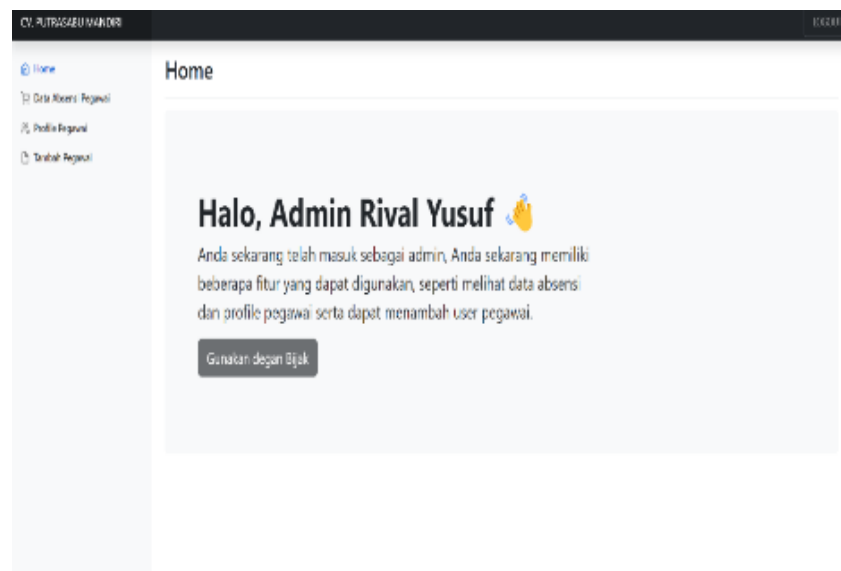 CV. PUTRASABU MANDIRI
LOGOUT
Home
Data Absensi Pegawai
Profile Pegawai
Tambah Pegawai
Home
Halo, Admin Rival Yusuf 👋
Anda sekarang telah masuk sebagai admin, Anda sekarang memiliki
beberapa fitur yang dapat digunakan, seperti melihat data absensi
dan profile pegawai serta dapat menambah user pegawai.
Gunakan degan Bijak